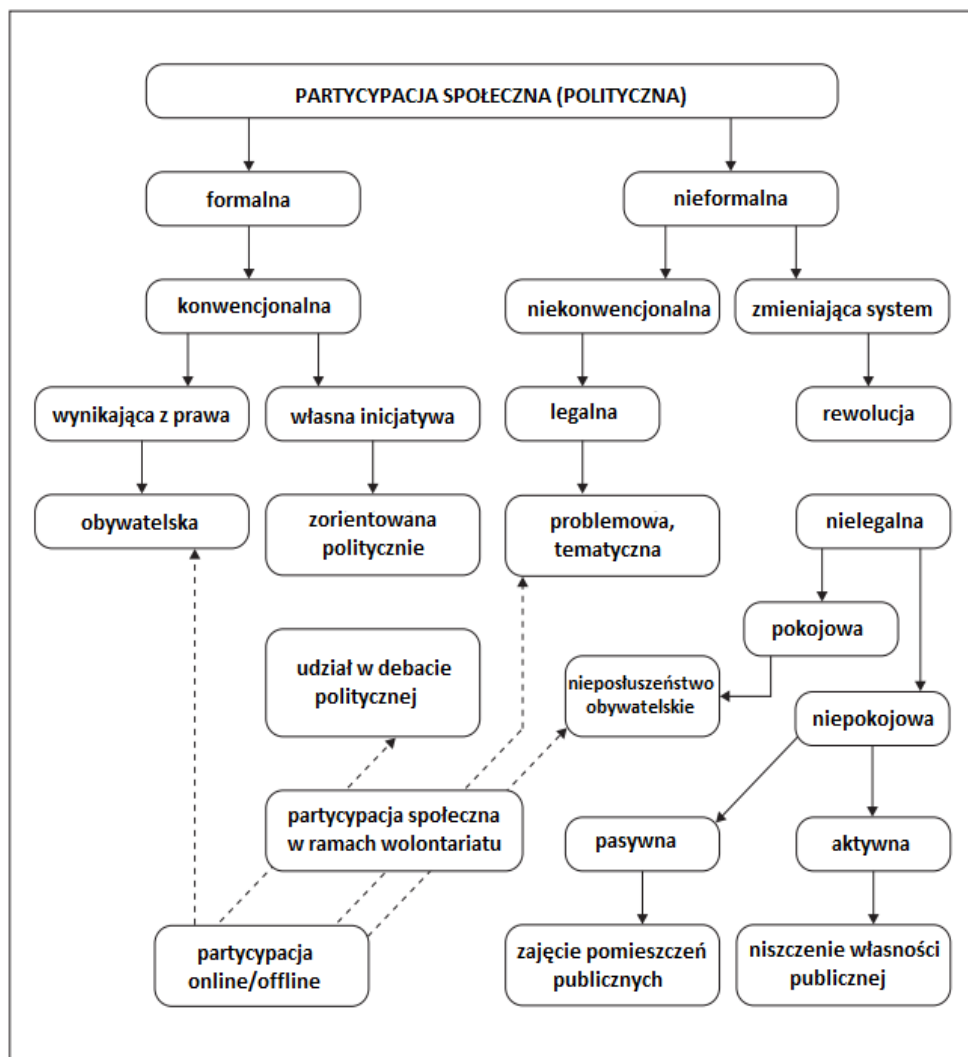 PARTYCYPACJA SPOŁECZNA (POLITYCZNA)
formalna
nieformalna
konwencjonalna
niekonwencjonalna
zmieniająca system
wynikająca z prawa
własna inicjatywa
legalna
rewolucja
obywatelska
zorientowana
politycznie
problemowa,
tematyczna
nielegalna
pokojowa
udział w debacie
politycznej
nieposłuszeństwo
obywatelskie
niepokojowa
partycypacja społeczna
w ramach wolontariatu
pasywna
aktywna
partycypacja
online/offline
zajęcie pomieszczeń
publicznych
niszczenie własności
publicznej